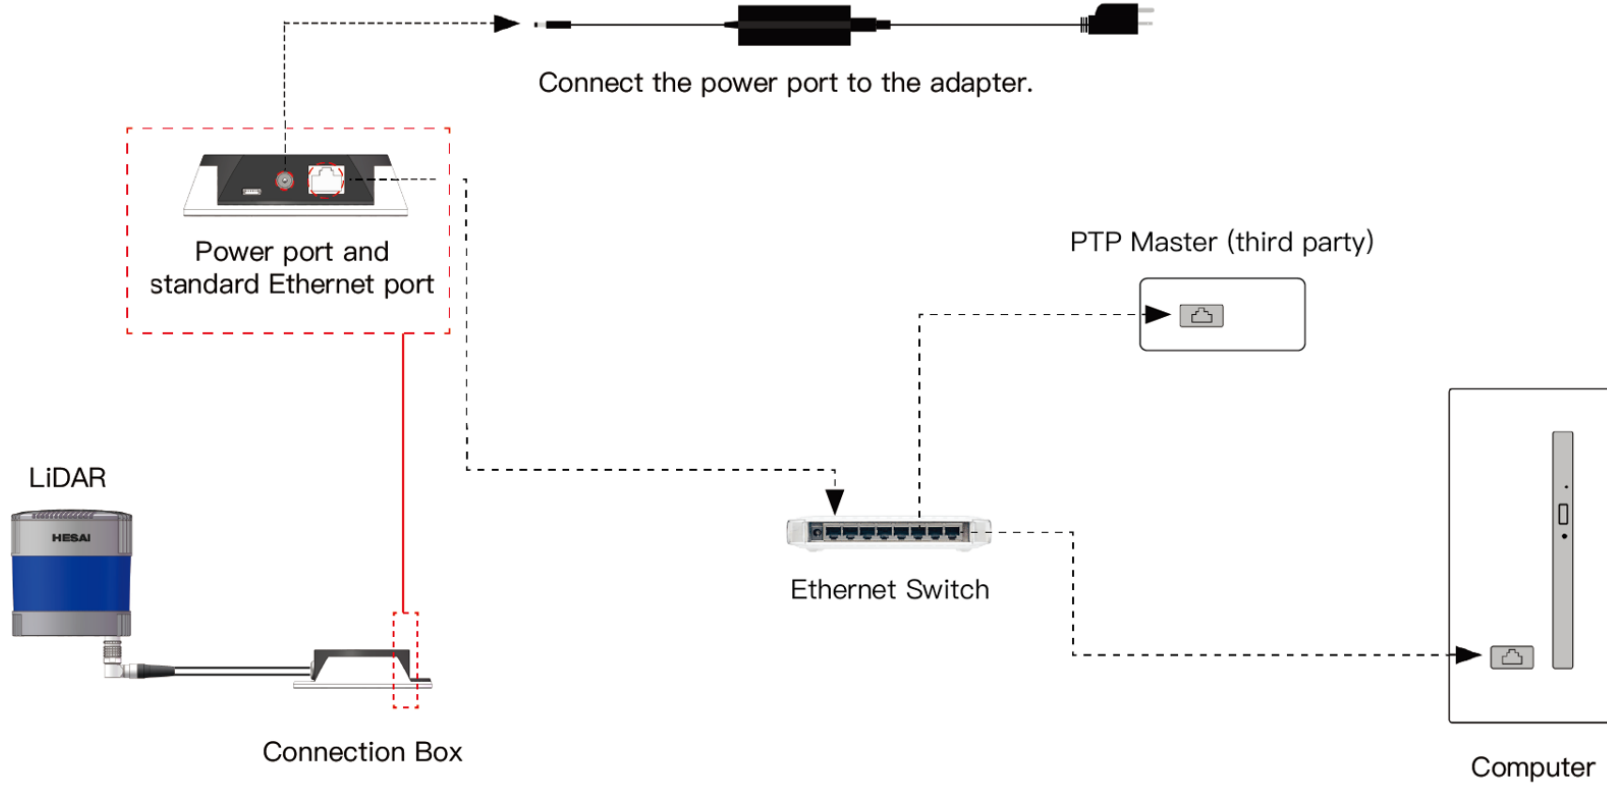 Connect the power port to the adapter.
Power port and
standard Ethernet port
PTP Master (third party)
LiDAR
HESAI
Ethernet Switch
Connection Box
Computer